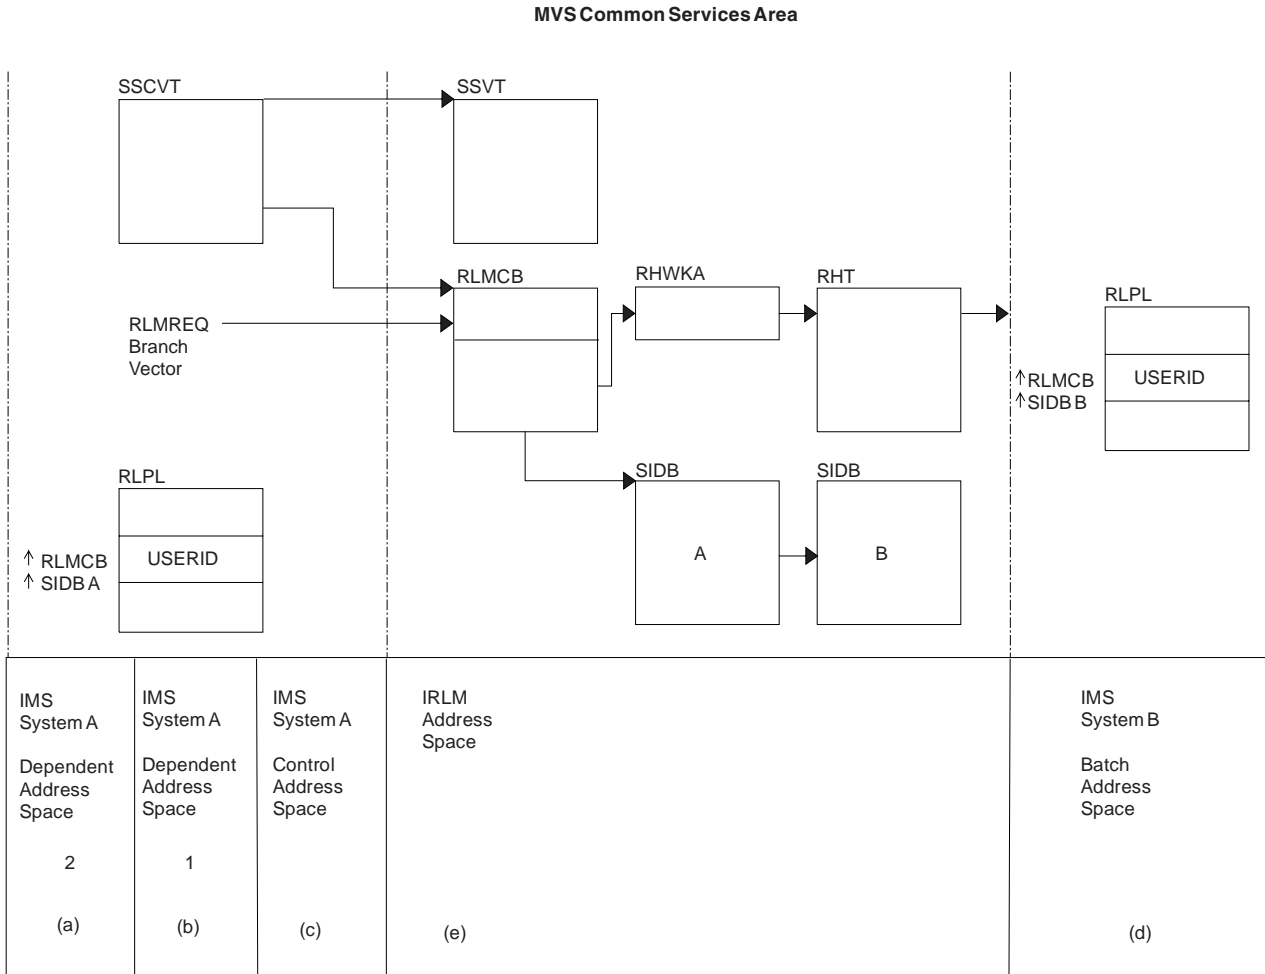 MVS Common Services Area
SSCVT
SSVT
RLMCB
RHWKA
RHT
RLPL
RLMREQ
Branch
Vector
↑ RLMCB
↑ SIDB B
USERID
RLPL
SIDB
SIDB
↑ RLMCB
↑ SIDB A
USERID
A
B
IMS
System A
Dependent
Address
Space
2
(a)
IMS
System A
Dependent
Address
Space
1
(b)
IMS
System A
Control
Address
Space
(c)
IRLM
Address
Space
(e)
IMS
System B
Batch
Address
Space
(d)